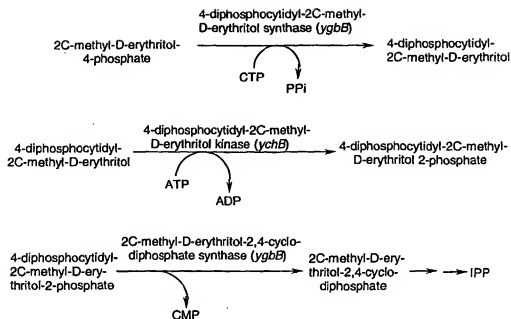 4-diphosphocytidyl-2C-methyl-
D-erythritol synthase (ygbB)
2C-methyl-D-erythritol-
4-phosphate
4-diphosphocytidyl-
2C-methyl-D-erythritol
CTP
PPi
4-diphosphocytidyl-2C-methyl-
D-erythritol kinase (ychB)
4-diphosphocytidyl-
2C-methyl-D-erythritol
4-diphosphocytidyl-2C-methyl-
D-erythritol 2-phosphate
ATP
ADP
2C-methyl-D-erythritol-2,4-cyclo-
diphosphate synthase (ygbB)
4-diphosphocytidyl-
2C-methyl-D-ery-
thritol-2-phosphate
2C-methyl-D-ery-
thritol-2,4-cyclo-
diphosphate
IPP
CMP